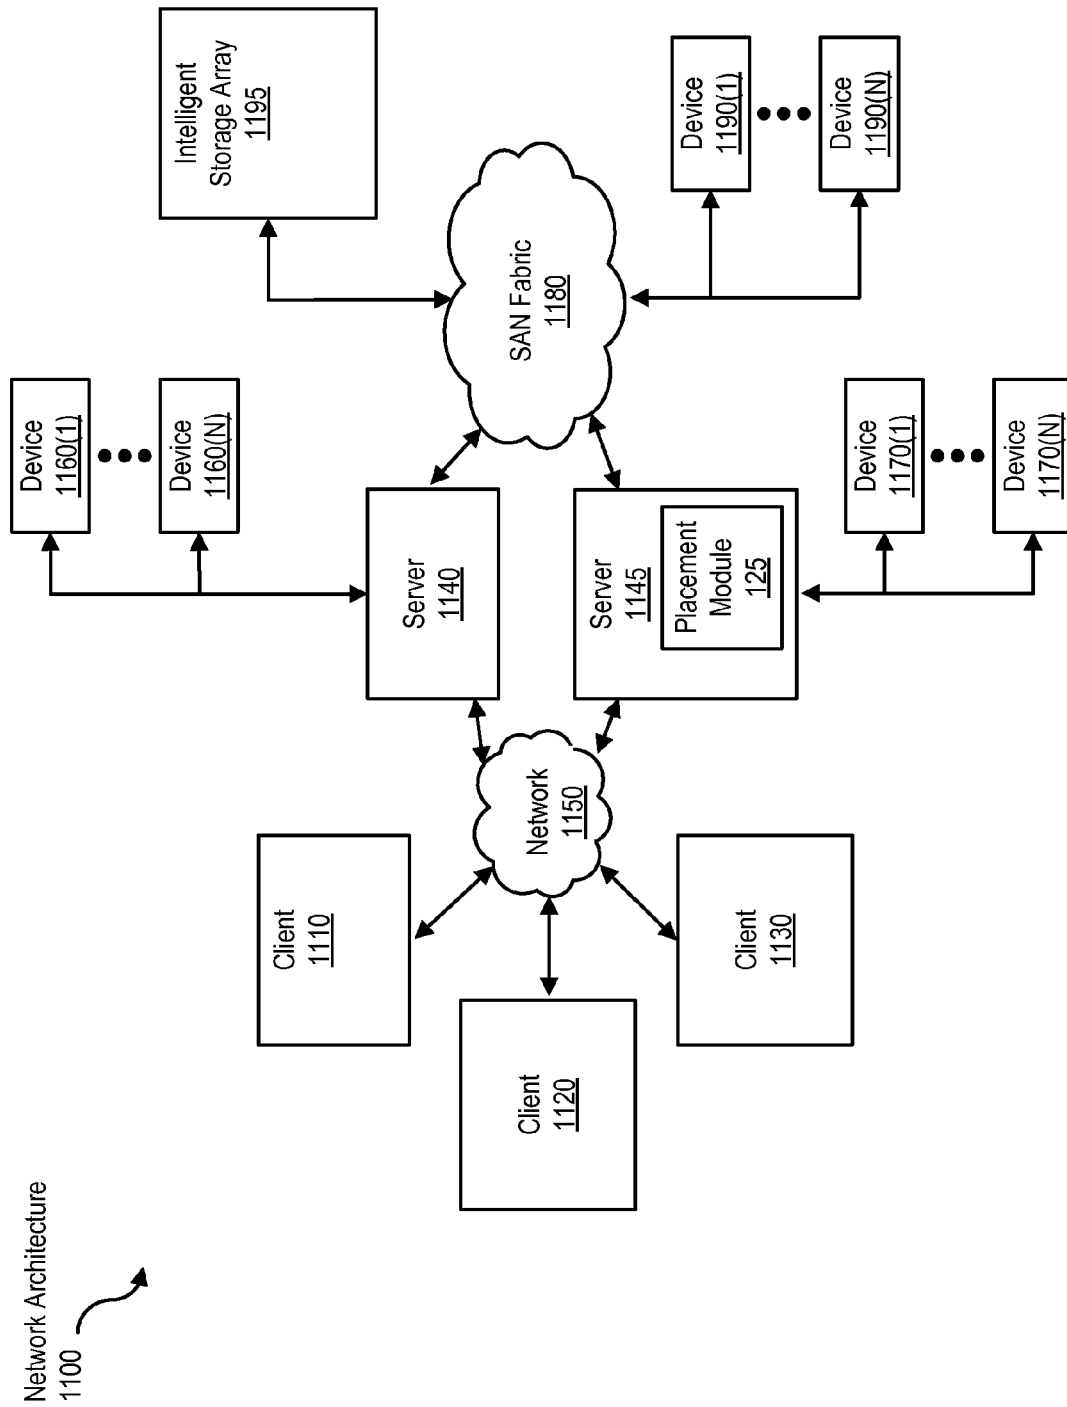 Network Architecture
1100
Client
1110
Client
1120
Client
1130
Network
1150
Server
1140
Server
1145
Placement
Module
125
Device
1160(1)
Device
1160(N)
Device
1170(1)
Device
1170(N)
SAN Fabric
1180
Intelligent
Storage Array
1195
Device
1190(1)
Device
1190(N)